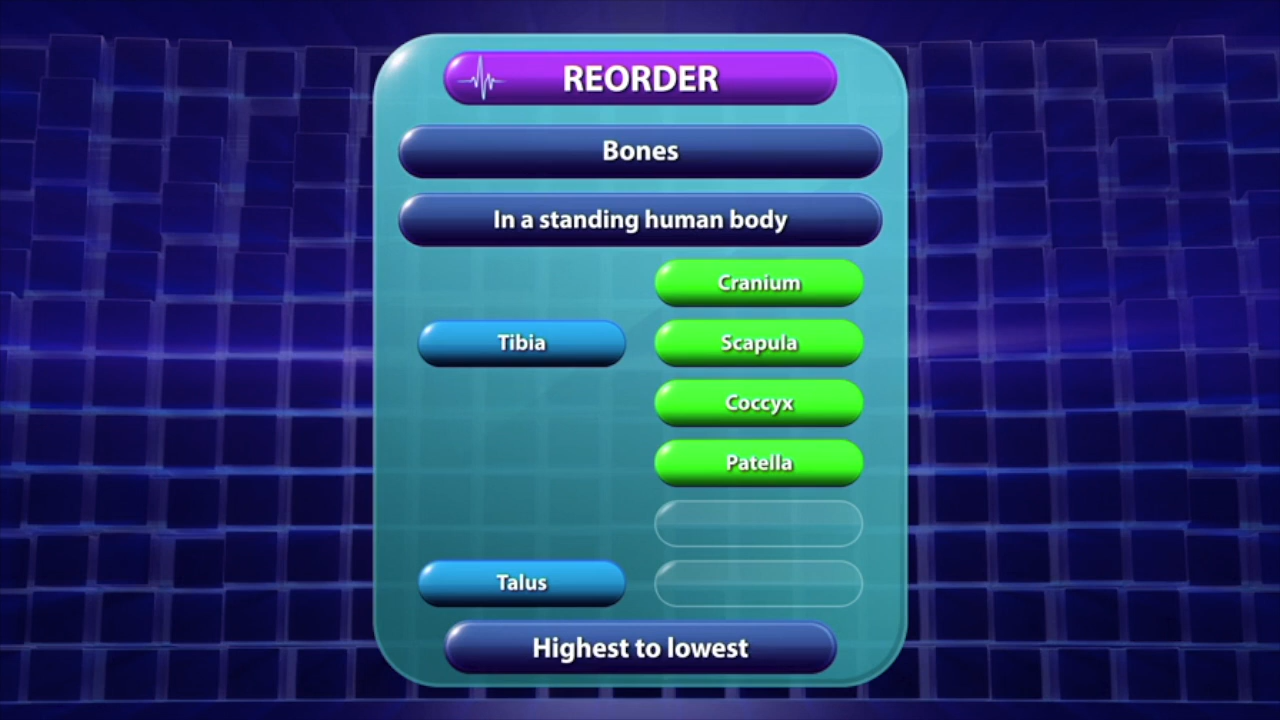 REORDER
Bones
In a standing human body
Cranium
Tibia
Scapula
Coccyx
Patella
Talus
Highest to lowest